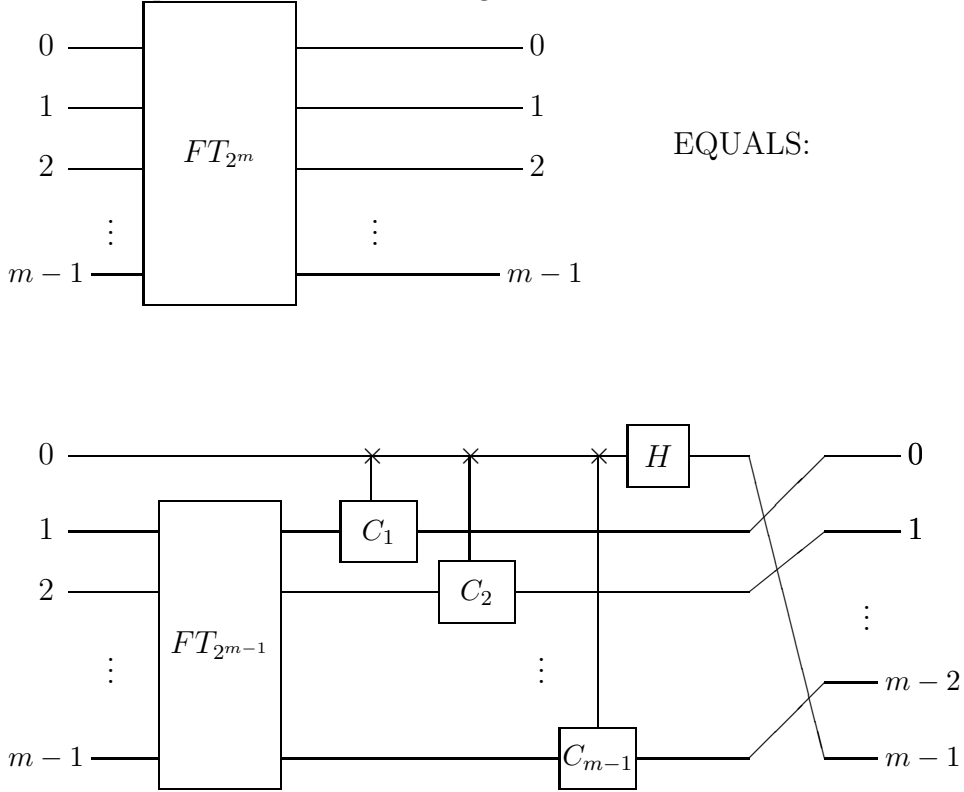 0 0
1 1
FT_{2^m} EQUALS:
2 2
⋮ ⋮
m − 1 m − 1
0 H 0
1 C_1 1
2 C_2
⋮
FT_{2^{m-1}}
⋮ ⋮
m − 2
m − 1 C_{m−1} m − 1